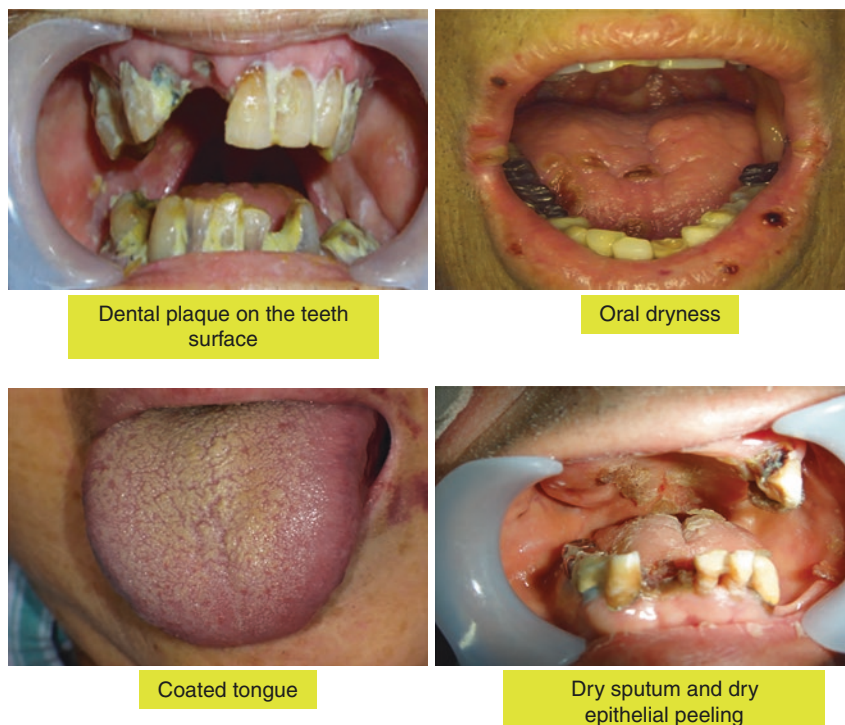 Dental plaque on the teeth
surface
Oral dryness
Coated tongue
Dry sputum and dry
epithelial peeling